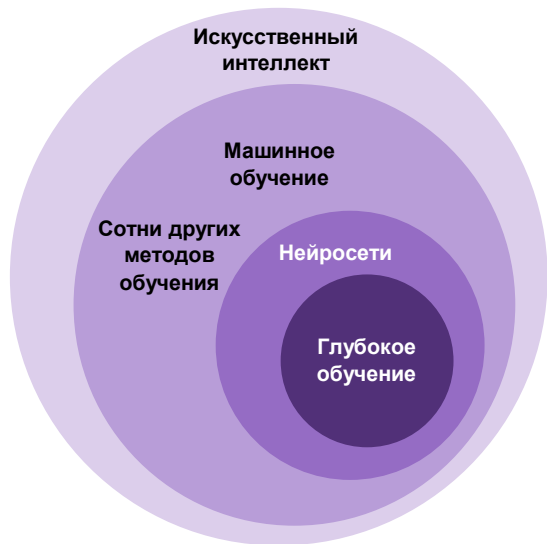 Искусственный
интеллект
Машинное
обучение
Сотни других
методов
обучения
Нейросети
Глубокое
обучение